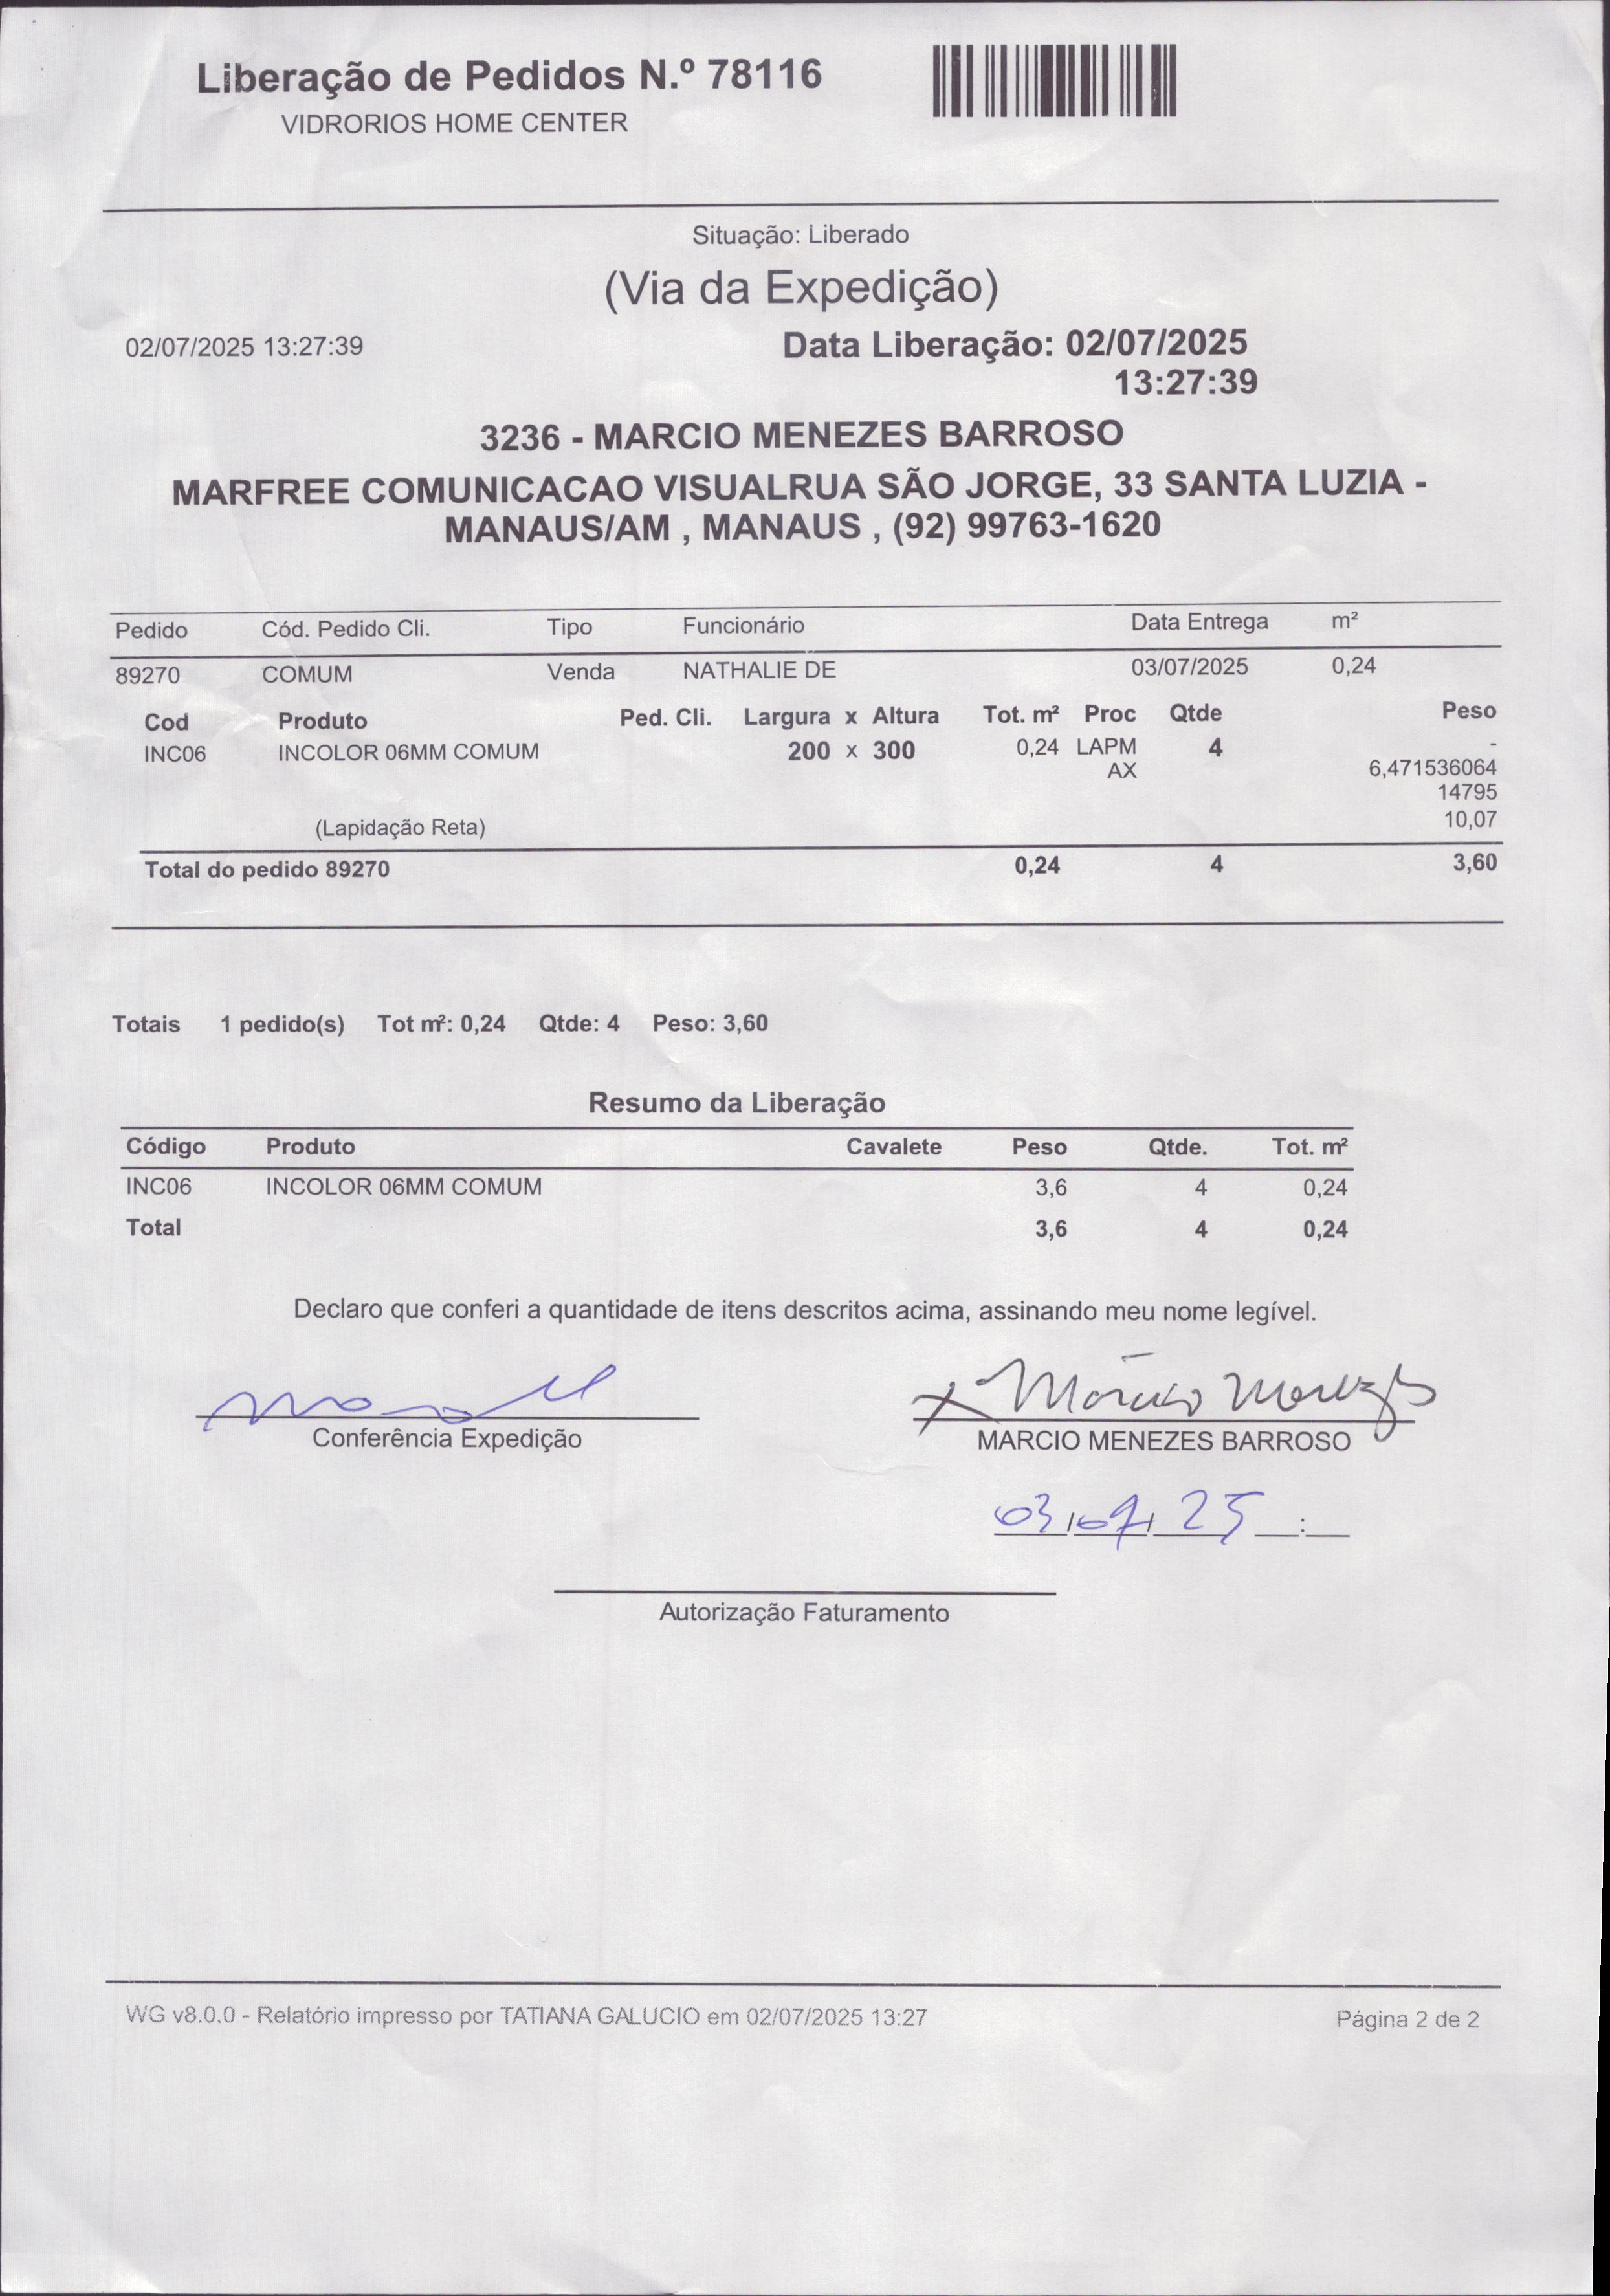 Liberação de Pedidos N.º 78116
VIDRORIOS HOME CENTER
Situação: Liberado
(Via da Expedição)
02/07/2025 13:27:39 Data Liberação: 02/07/2025
13:27:39
3236 - MARCIO MENEZES BARROSO
MARFREE COMUNICACAO VISUALRUA SÃO JORGE, 33 SANTA LUZIA -
MANAUS/AM , MANAUS , (92) 99763-1620
Pedido Cód. Pedido Cli. Tipo Funcionário Data Entrega m²
89270 COMUM Venda NATHALIE DE 03/07/2025 0,24
Cod Produto Ped. Cli. Largura x Altura Tot. m² Proc Qtde Peso
INC06 INCOLOR 06MM COMUM 200 x 300 0,24 LAPM 4 -
AX 6,471536064
14795
(Lapidação Reta) 10,07
Total do pedido 89270 0,24 4 3,60
Totais 1 pedido(s) Tot m²: 0,24 Qtde: 4 Peso: 3,60
Resumo da Liberação
Código Produto Cavalete Peso Qtde. Tot. m²
INC06 INCOLOR 06MM COMUM 3,6 4 0,24
Total 3,6 4 0,24
Declaro que conferi a quantidade de itens descritos acima, assinando meu nome legível.
x Márcio Menezes
Conferência Expedição MARCIO MENEZES BARROSO
03/07/25 __:__
Autorização Faturamento
WG v8.0.0 - Relatório impresso por TATIANA GALUCIO em 02/07/2025 13:27 Página 2 de 2